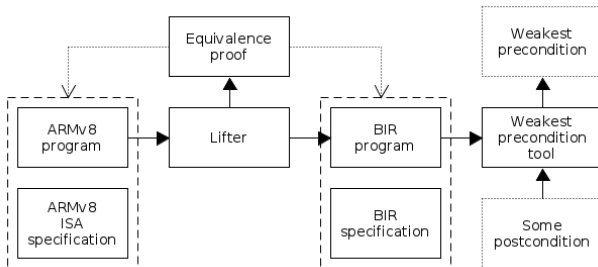 Equivalence
proof
Weakest
precondition
ARMv8
program
Lifter
BIR
program
Weakest
precondition
tool
ARMv8
ISA
specification
BIR
specification
Some
postcondition